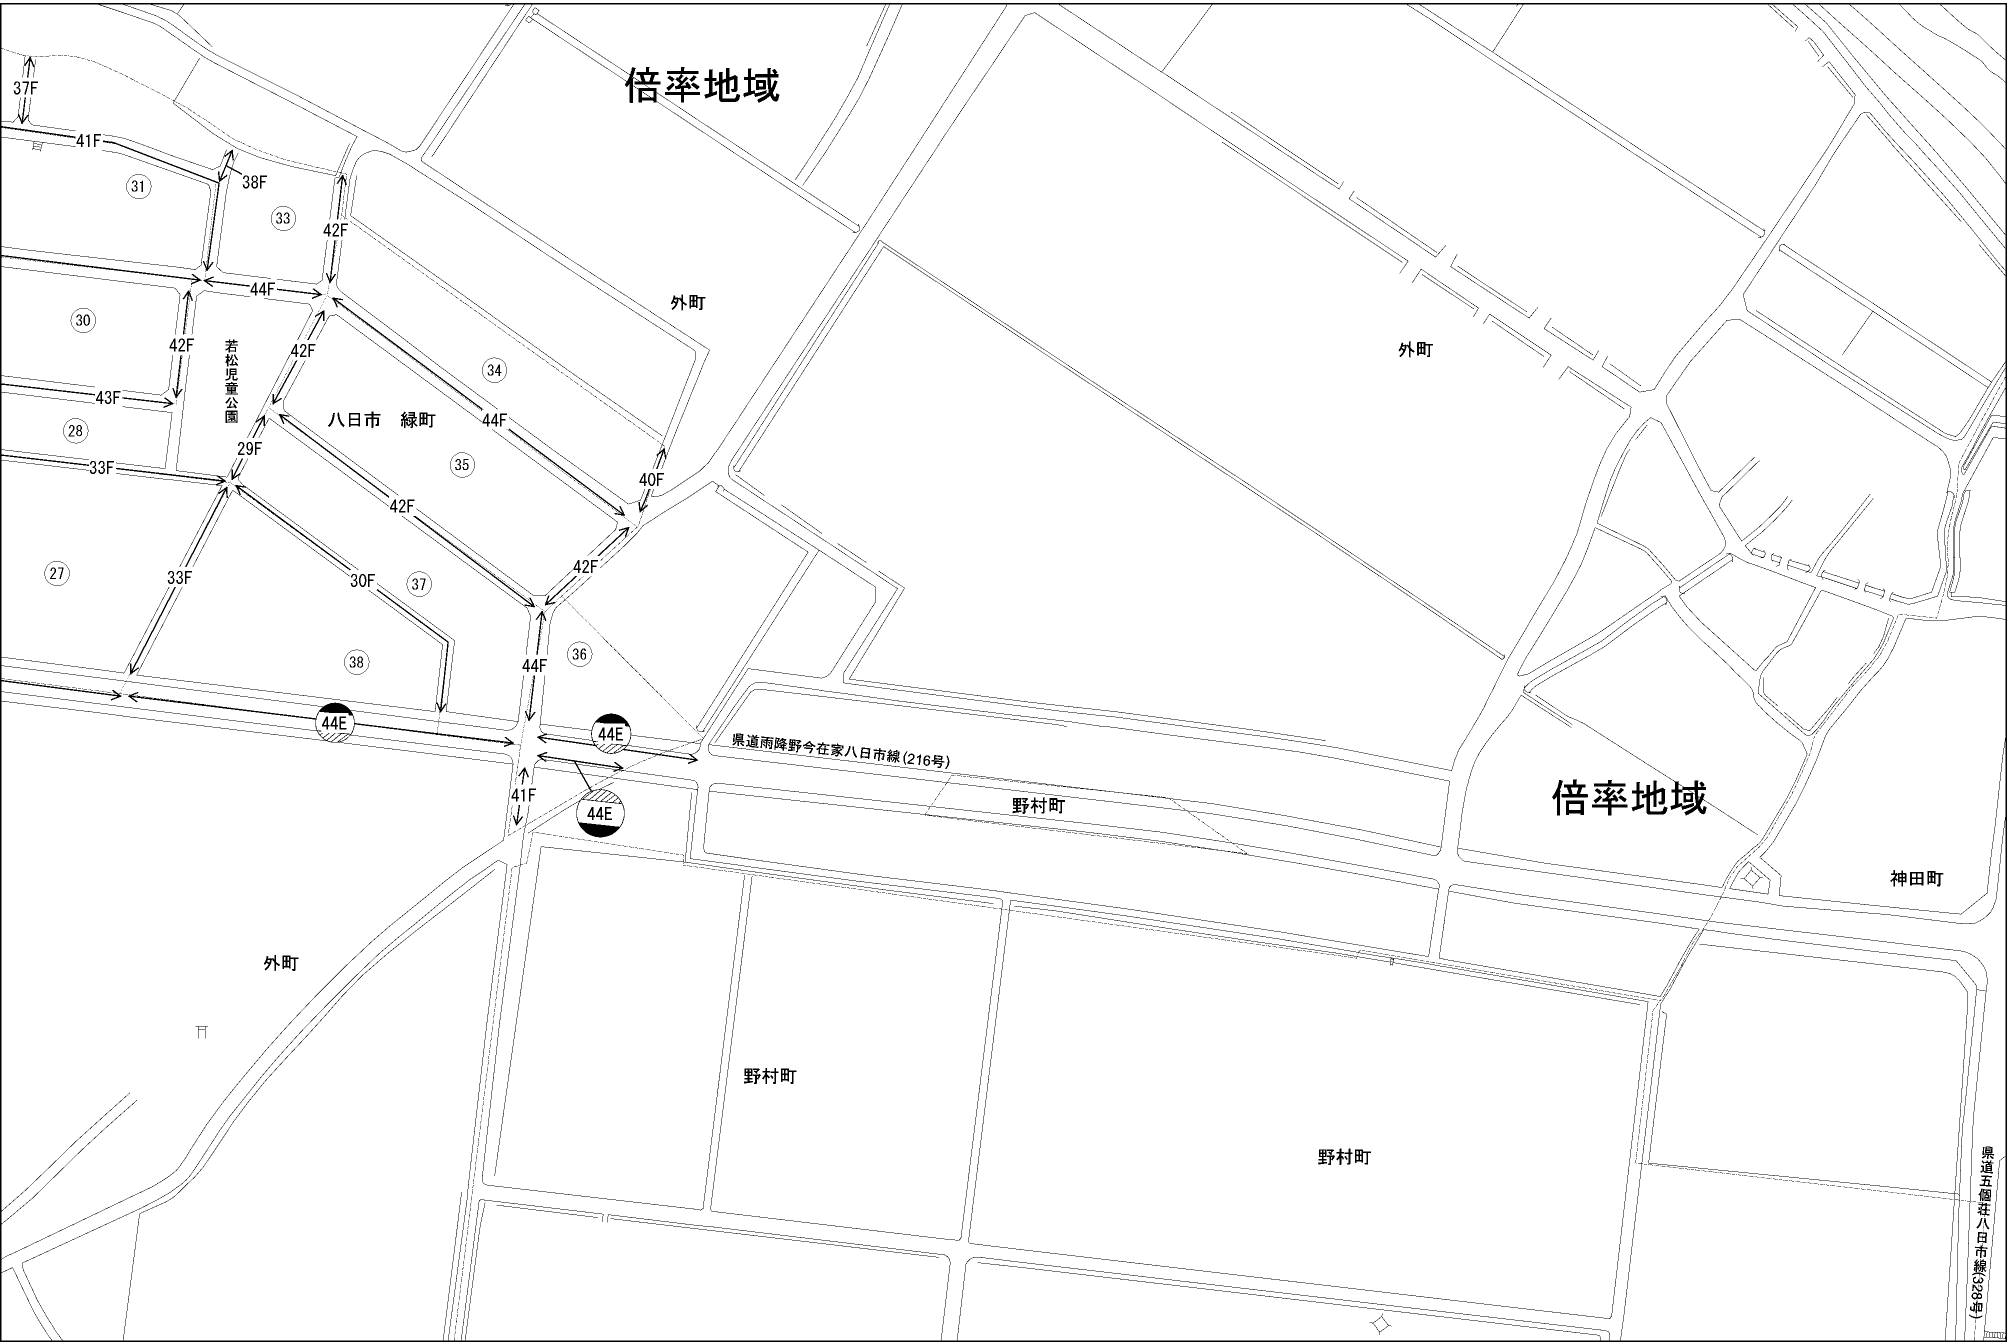 倍率地域
37F
41F
31
38F
33
42F
44F
外町
外町
30
42F
42F
若松児童公園
34
43F
八日市 緑町
44F
28
29F
35
33F
40F
42F
27
33F
30F
37
42F
38
44F
36
44E
44E
県道雨降野今在家八日市線(216号)
41F
44E
野村町
倍率地域
神田町
外町
野村町
野村町
県道五個荘八日市線(328号)